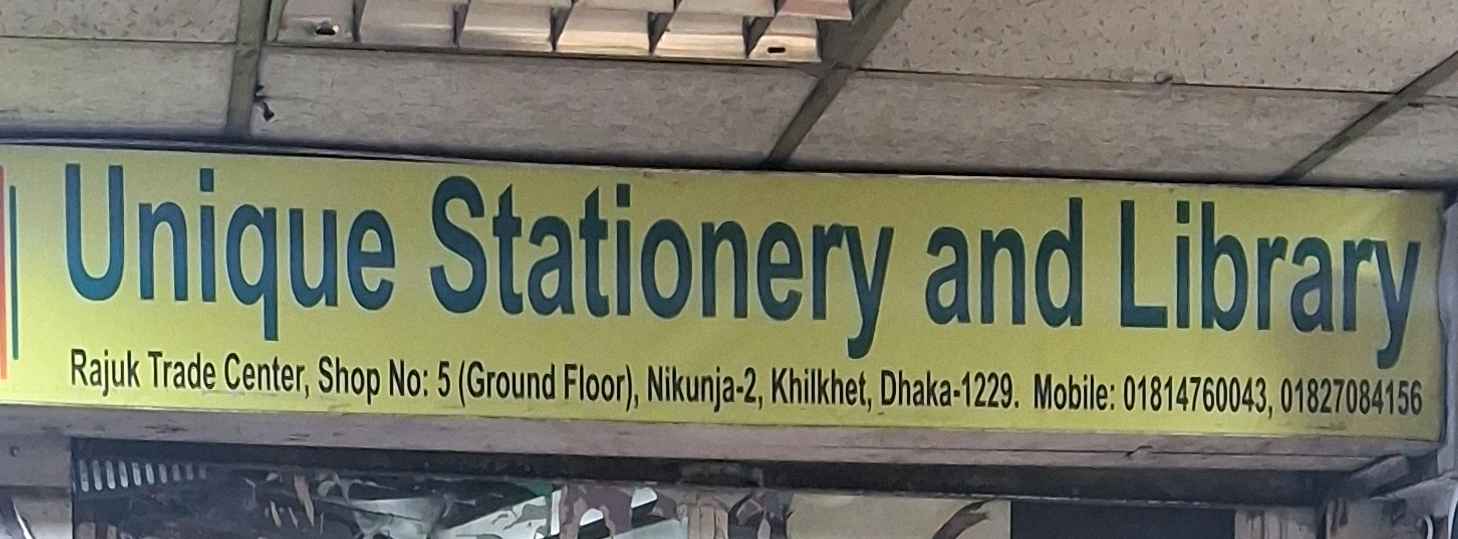 Unique Stationery and Library
Rajuk Trade Center, Shop No: 5 (Ground Floor), Nikunja-2, Khilkhet, Dhaka-1229. Mobile: 01814760043, 01827084156